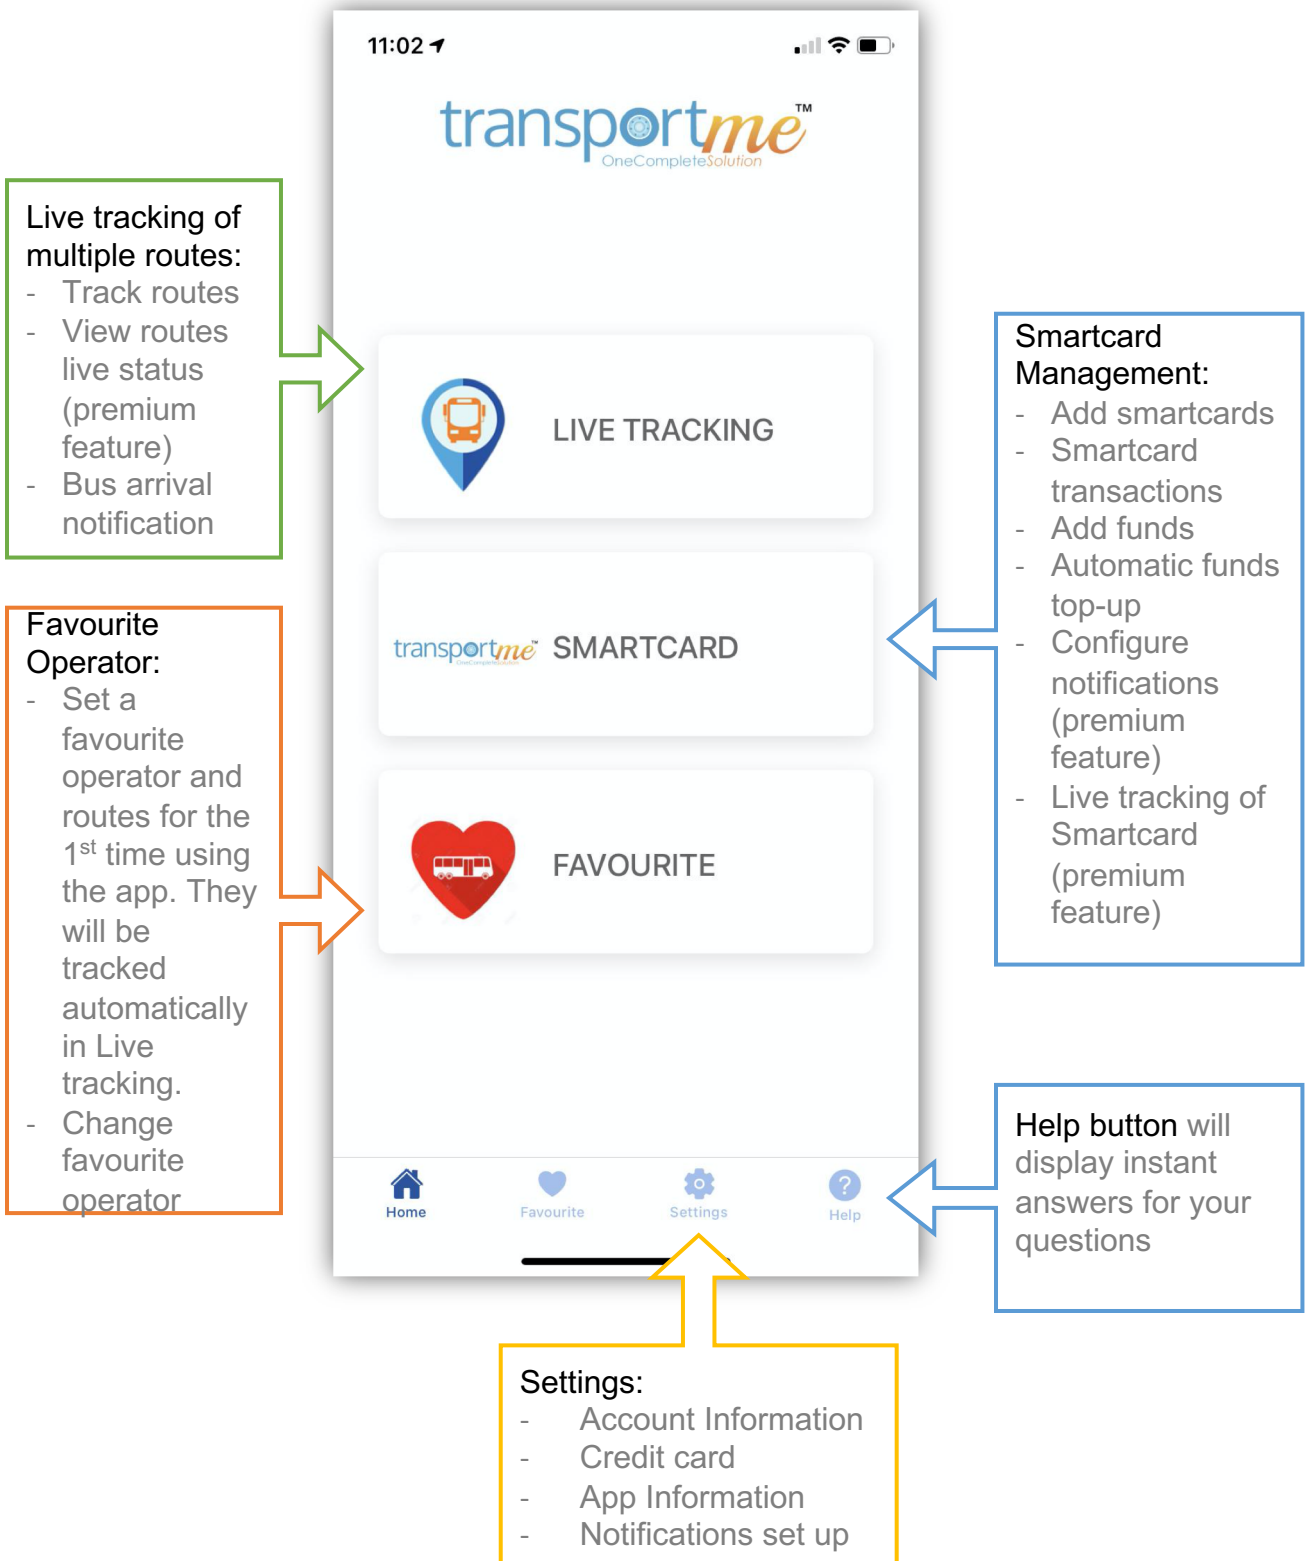 11:02
transportme™
OneCompleteSolution
Live tracking of
multiple routes:
- Track routes
- View routes
live status
(premium
feature)
- Bus arrival
notification
Favourite
Operator:
- Set a
favourite
operator and
routes for the
1st time using
the app. They
will be
tracked
automatically
in Live
tracking.
- Change
favourite
operator
LIVE TRACKING
transportme™ SMARTCARD
OneCompleteSolution
FAVOURITE
Smartcard
Management:
- Add smartcards
- Smartcard
transactions
- Add funds
- Automatic funds
top-up
- Configure
notifications
(premium
feature)
- Live tracking of
Smartcard
(premium
feature)
Home
Favourite
Settings
Help
Help button will
display instant
answers for your
questions
Settings:
- Account Information
- Credit card
- App Information
- Notifications set up